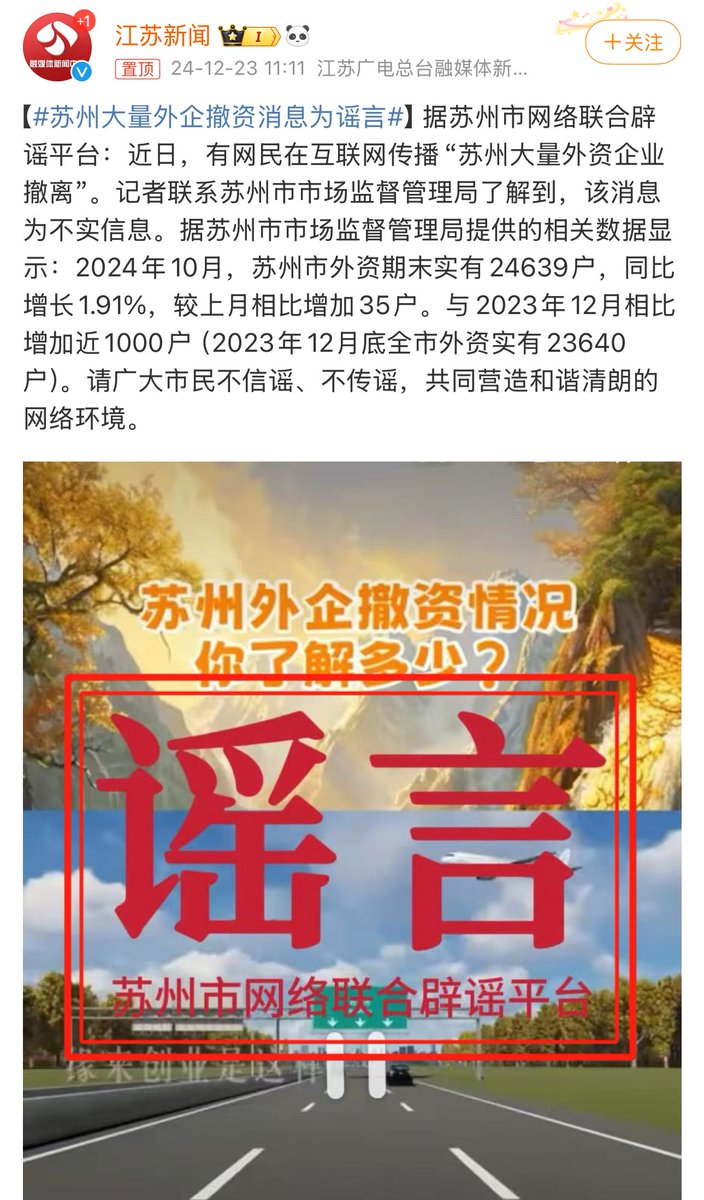 +1
融媒体新闻中
江苏新闻
I
+关注
置顶 24-12-23 11:11 江苏广电总台融媒体新...
【#苏州大量外企撤资消息为谣言#】据苏州市网络联合辟
谣平台：近日，有网民在互联网传播“苏州大量外资企业
撤离”。记者联系苏州市市场监督管理局了解到，该消息
为不实信息。据苏州市市场监督管理局提供的相关数据显
示：2024年10月，苏州市外资期末实有24639户，同比
增长1.91%，较上月相比增加35户。与2023年12月相比
增加近1000户（2023年12月底全市外资实有23640
户）。请广大市民不信谣、不传谣，共同营造和谐清朗的
网络环境。
苏州外企撤资情况
你了解多少？
谣言
苏州市网络联合辟谣平台
缘来创业是这样